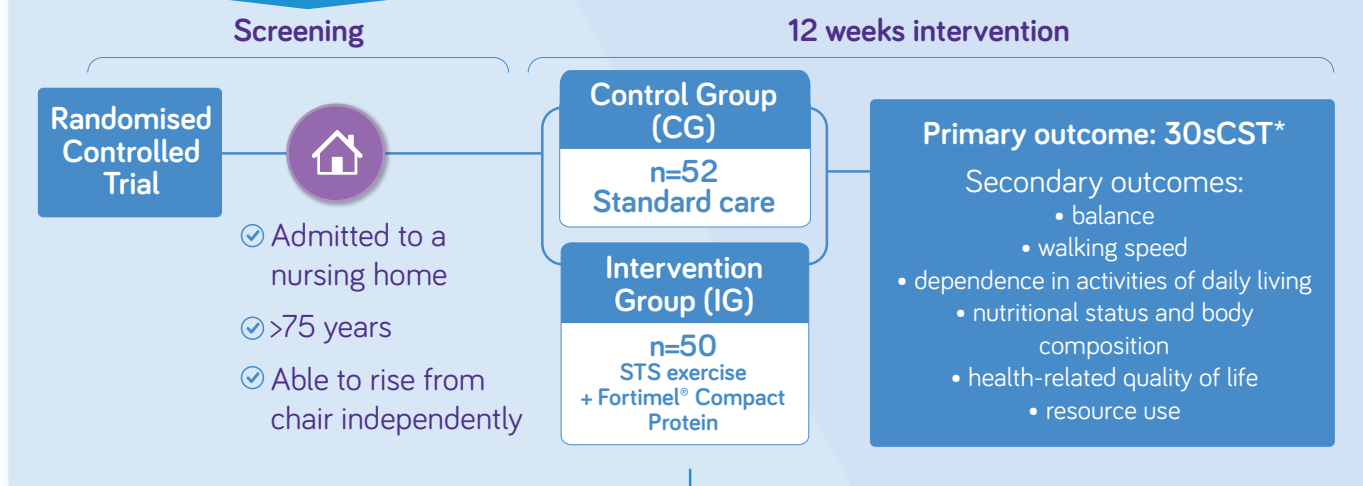 Screening
12 weeks intervention
Randomised
Controlled
Trial
Admitted to a
nursing home
>75 years
Able to rise from
chair independently
Control Group
(CG)
n=52
Standard care
Intervention
Group (IG)
n=50
STS exercise
+ Fortimel® Compact
Protein
Primary outcome: 30sCST*
Secondary outcomes:
• balance
• walking speed
• dependence in activities of daily living
• nutritional status and body
composition
• health-related quality of life
• resource use